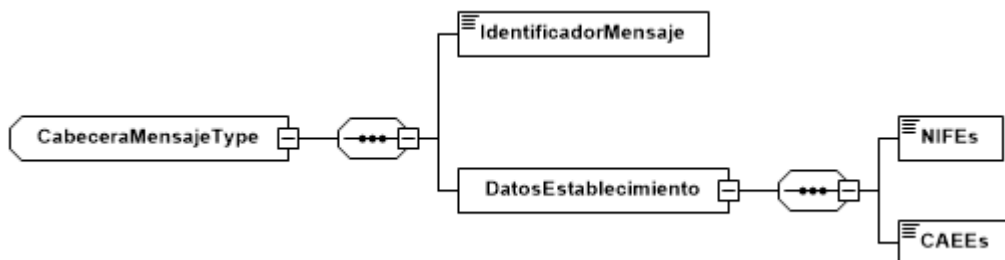 IdentificadorMensaje
CabeceraMensajeType
DatosEstablecimiento
NIFEs
CAEEs